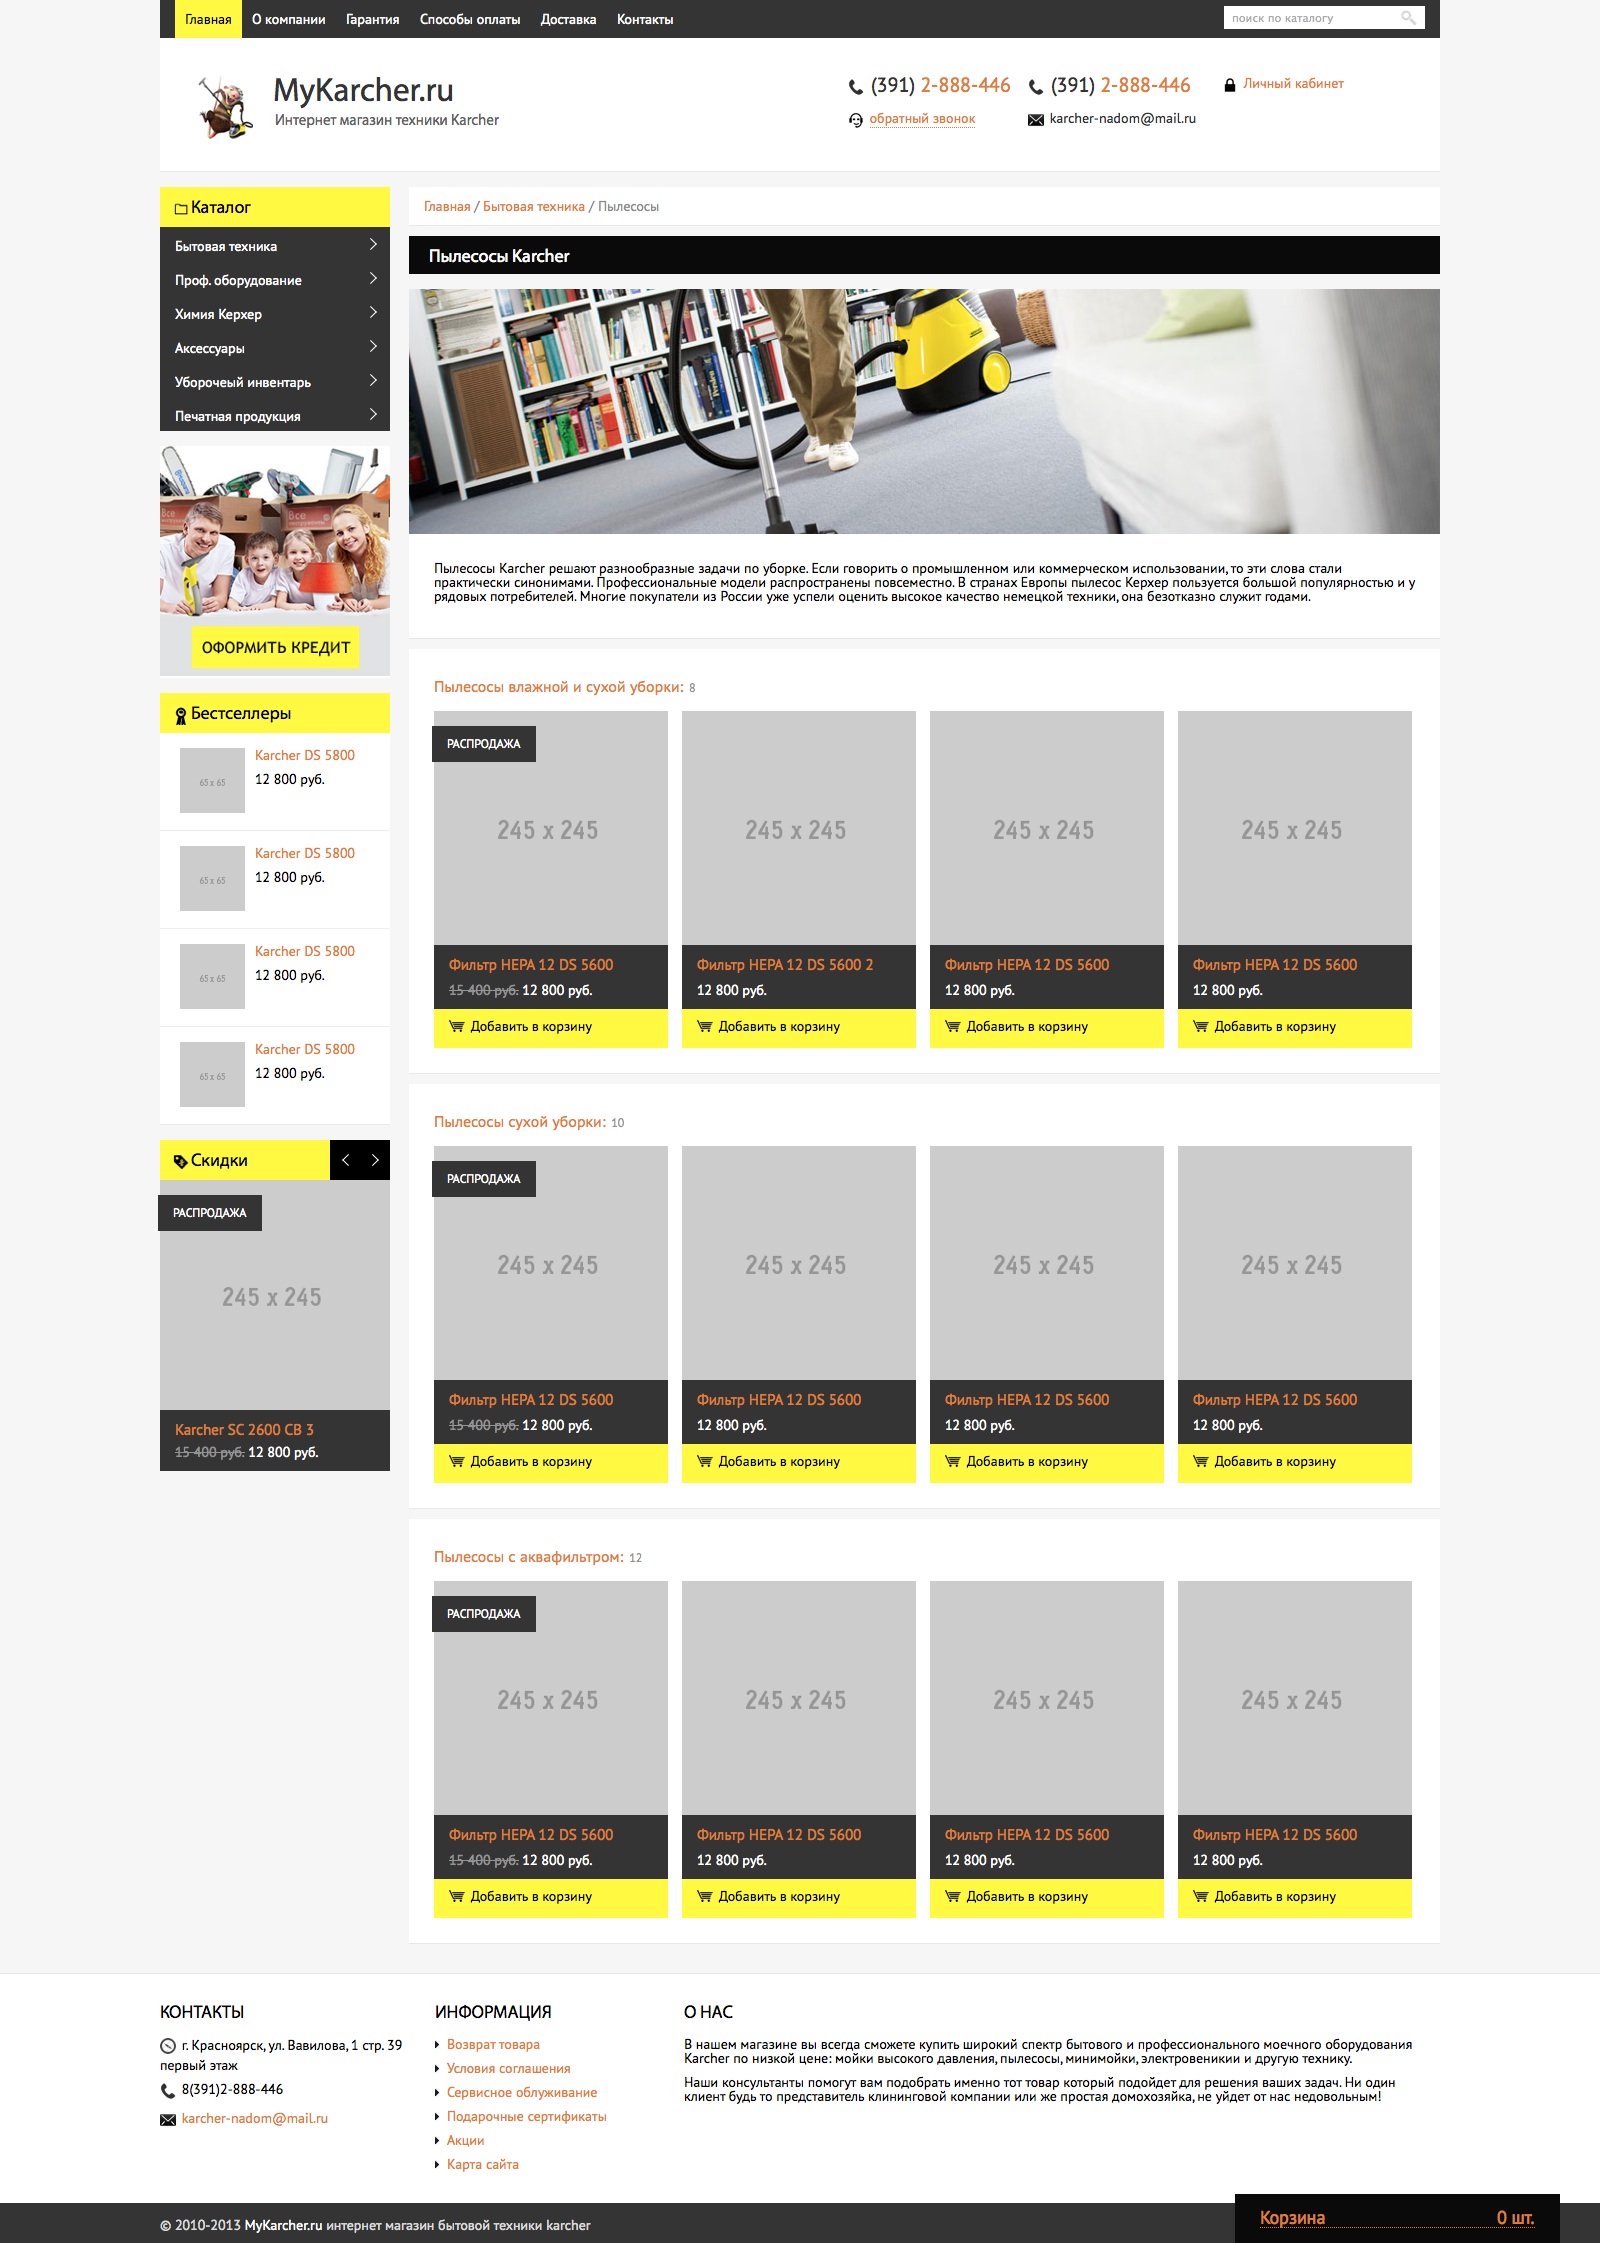 Главная О компании Гарантия Способы оплаты Доставка Контакты
поиск по каталогу
MyKarcher.ru
Интернет магазин техники Karcher
(391) 2-888-446 (391) 2-888-446 Личный кабинет
обратный звонок karcher-nadom@mail.ru
Каталог
Бытовая техника
Проф. оборудование
Химия Керхер
Аксессуары
Уборочеый инвентарь
Печатная продукция
ОФОРМИТЬ КРЕДИТ
Бестселлеры
65 x 65
Karcher DS 5800
12 800 руб.
65 x 65
Karcher DS 5800
12 800 руб.
65 x 65
Karcher DS 5800
12 800 руб.
65 x 65
Karcher DS 5800
12 800 руб.
Скидки
РАСПРОДАЖА
245 x 245
Karcher SC 2600 CB 3
15 400 руб. 12 800 руб.
Главная / Бытовая техника / Пылесосы
Пылесосы Karcher
Пылесосы Karcher решают разнообразные задачи по уборке. Если говорить о промышленном или коммерческом использовании, то эти слова стали
практически синонимами. Профессиональные модели распространены повсеместно. В странах Европы пылесос Керхер пользуется большой популярностью и у
рядовых потребителей. Многие покупатели из России уже успели оценить высокое качество немецкой техники, она безотказно служит годами.
Пылесосы влажной и сухой уборки: 8
РАСПРОДАЖА
245 x 245 245 x 245 245 x 245 245 x 245
Фильтр HEPA 12 DS 5600 Фильтр HEPA 12 DS 5600 2 Фильтр HEPA 12 DS 5600 Фильтр HEPA 12 DS 5600
15 400 руб. 12 800 руб. 12 800 руб. 12 800 руб. 12 800 руб.
Добавить в корзину Добавить в корзину Добавить в корзину Добавить в корзину
Пылесосы сухой уборки: 10
РАСПРОДАЖА
245 x 245 245 x 245 245 x 245 245 x 245
Фильтр HEPA 12 DS 5600 Фильтр HEPA 12 DS 5600 Фильтр HEPA 12 DS 5600 Фильтр HEPA 12 DS 5600
15 400 руб. 12 800 руб. 12 800 руб. 12 800 руб. 12 800 руб.
Добавить в корзину Добавить в корзину Добавить в корзину Добавить в корзину
Пылесосы с аквафильтром: 12
РАСПРОДАЖА
245 x 245 245 x 245 245 x 245 245 x 245
Фильтр HEPA 12 DS 5600 Фильтр HEPA 12 DS 5600 Фильтр HEPA 12 DS 5600 Фильтр HEPA 12 DS 5600
15 400 руб. 12 800 руб. 12 800 руб. 12 800 руб. 12 800 руб.
Добавить в корзину Добавить в корзину Добавить в корзину Добавить в корзину
КОНТАКТЫ
г. Красноярск, ул. Вавилова, 1 стр. 39
первый этаж
8(391)2-888-446
karcher-nadom@mail.ru
ИНФОРМАЦИЯ
Возврат товара
Условия соглашения
Сервисное облуживание
Подарочные сертификаты
Акции
Карта сайта
О НАС
В нашем магазине вы всегда сможете купить широкий спектр бытового и профессионального моечного оборудования
Karcher по низкой цене: мойки высокого давления, пылесосы, минимойки, электровеникии и другую технику.
Наши консультанты помогут вам подобрать именно тот товар который подойдет для решения ваших задач. Ни один
клиент будь то представитель клининговой компании или же простая домохозяйка, не уйдет от нас недовольным!
© 2010-2013 MyKarcher.ru интернет магазин бытовой техники karcher
Корзина 0 шт.